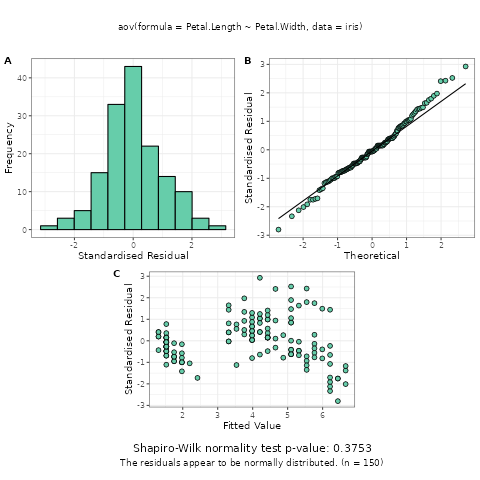 aov(formula = Petal.Length ~ Petal.Width, data = iris)
A
Frequency
40
30
20
10
0
-2
0
2
Standardised Residual
B
Standardised Residual
3
2
1
0
-1
-2
-3
-2
-1
0
1
2
Theoretical
C
Standardised Residual
3
2
1
0
-1
-2
-3
2
3
4
5
6
Fitted Value
Shapiro-Wilk normality test p-value: 0.3753
The residuals appear to be normally distributed. (n = 150)